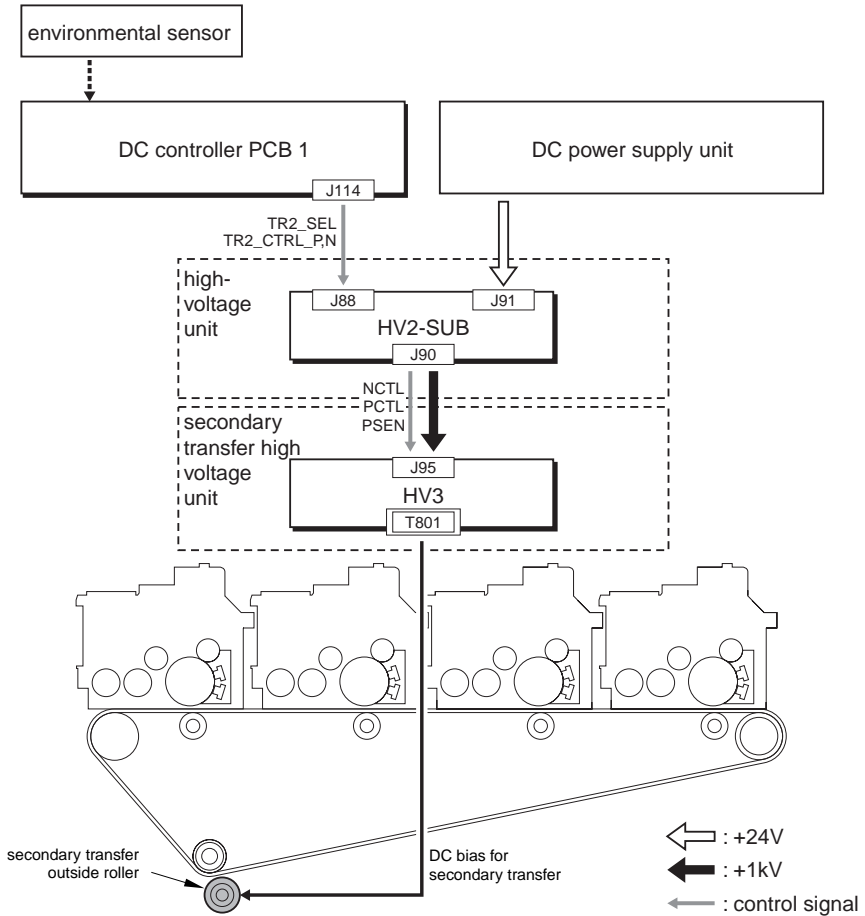 environmental sensor
DC controller PCB 1
DC power supply unit
J114
TR2_SEL
TR2_CTRL_P,N
high-
voltage
unit
J88
J91
HV2-SUB
J90
NCTL
PCTL
PSEN
secondary
transfer high
voltage
unit
J95
HV3
T801
secondary transfer
outside roller
DC bias for
secondary transfer
: +24V
: +1kV
: control signal